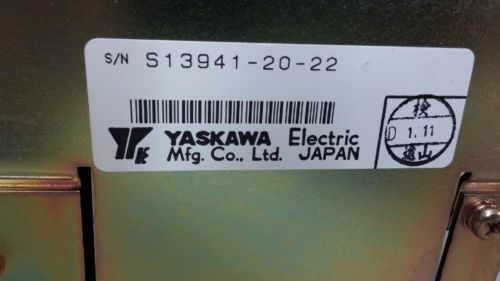 S/N S13941-20-22
YASKAWA Electric
Mfg. Co., Ltd. JAPAN
検
D 1.11